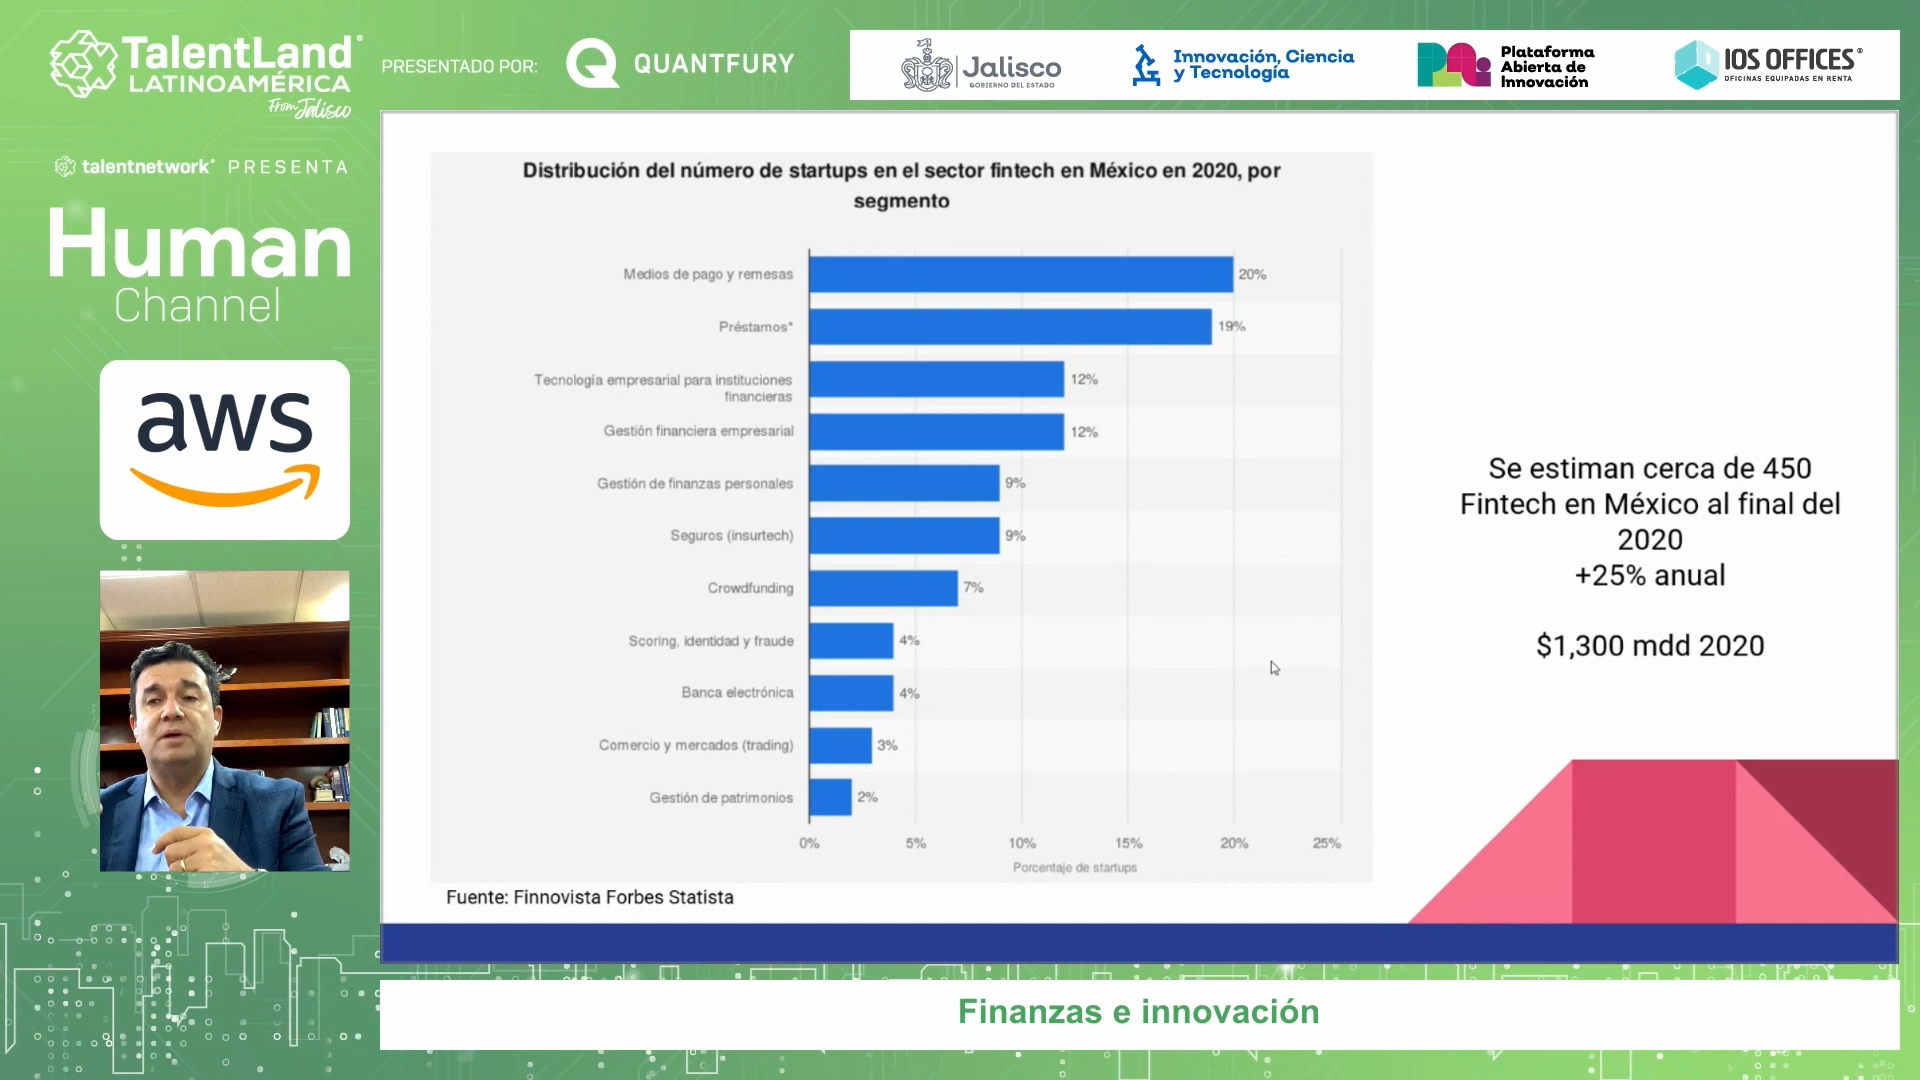 TalentLand
LATINOAMÉRICA
From Jalisco
PRESENTADO POR:
QUANTFURY
Jalisco
GOBIERNO DEL ESTADO
Innovación, Ciencia
y Tecnología
Plataforma
Abierta de
Innovación
IOS OFFICES®
OFICINAS EQUIPADAS EN RENTA
talentnetwork® PRESENTA
Human
Channel
aws
Distribución del número de startups en el sector fintech en México en 2020, por
segmento
Medios de pago y remesas 20%
Préstamos* 19%
Tecnología empresarial para instituciones
financieras 12%
Gestión financiera empresarial 12%
Gestión de finanzas personales 9%
Seguros (insurtech) 9%
Crowdfunding 7%
Scoring, identidad y fraude 4%
Banca electrónica 4%
Comercio y mercados (trading) 3%
Gestión de patrimonios 2%
0% 5% 10% 15% 20% 25%
Porcentaje de startups
Fuente: Finnovista Forbes Statista
Se estiman cerca de 450
Fintech en México al final del
2020
+25% anual
$1,300 mdd 2020
Finanzas e innovación